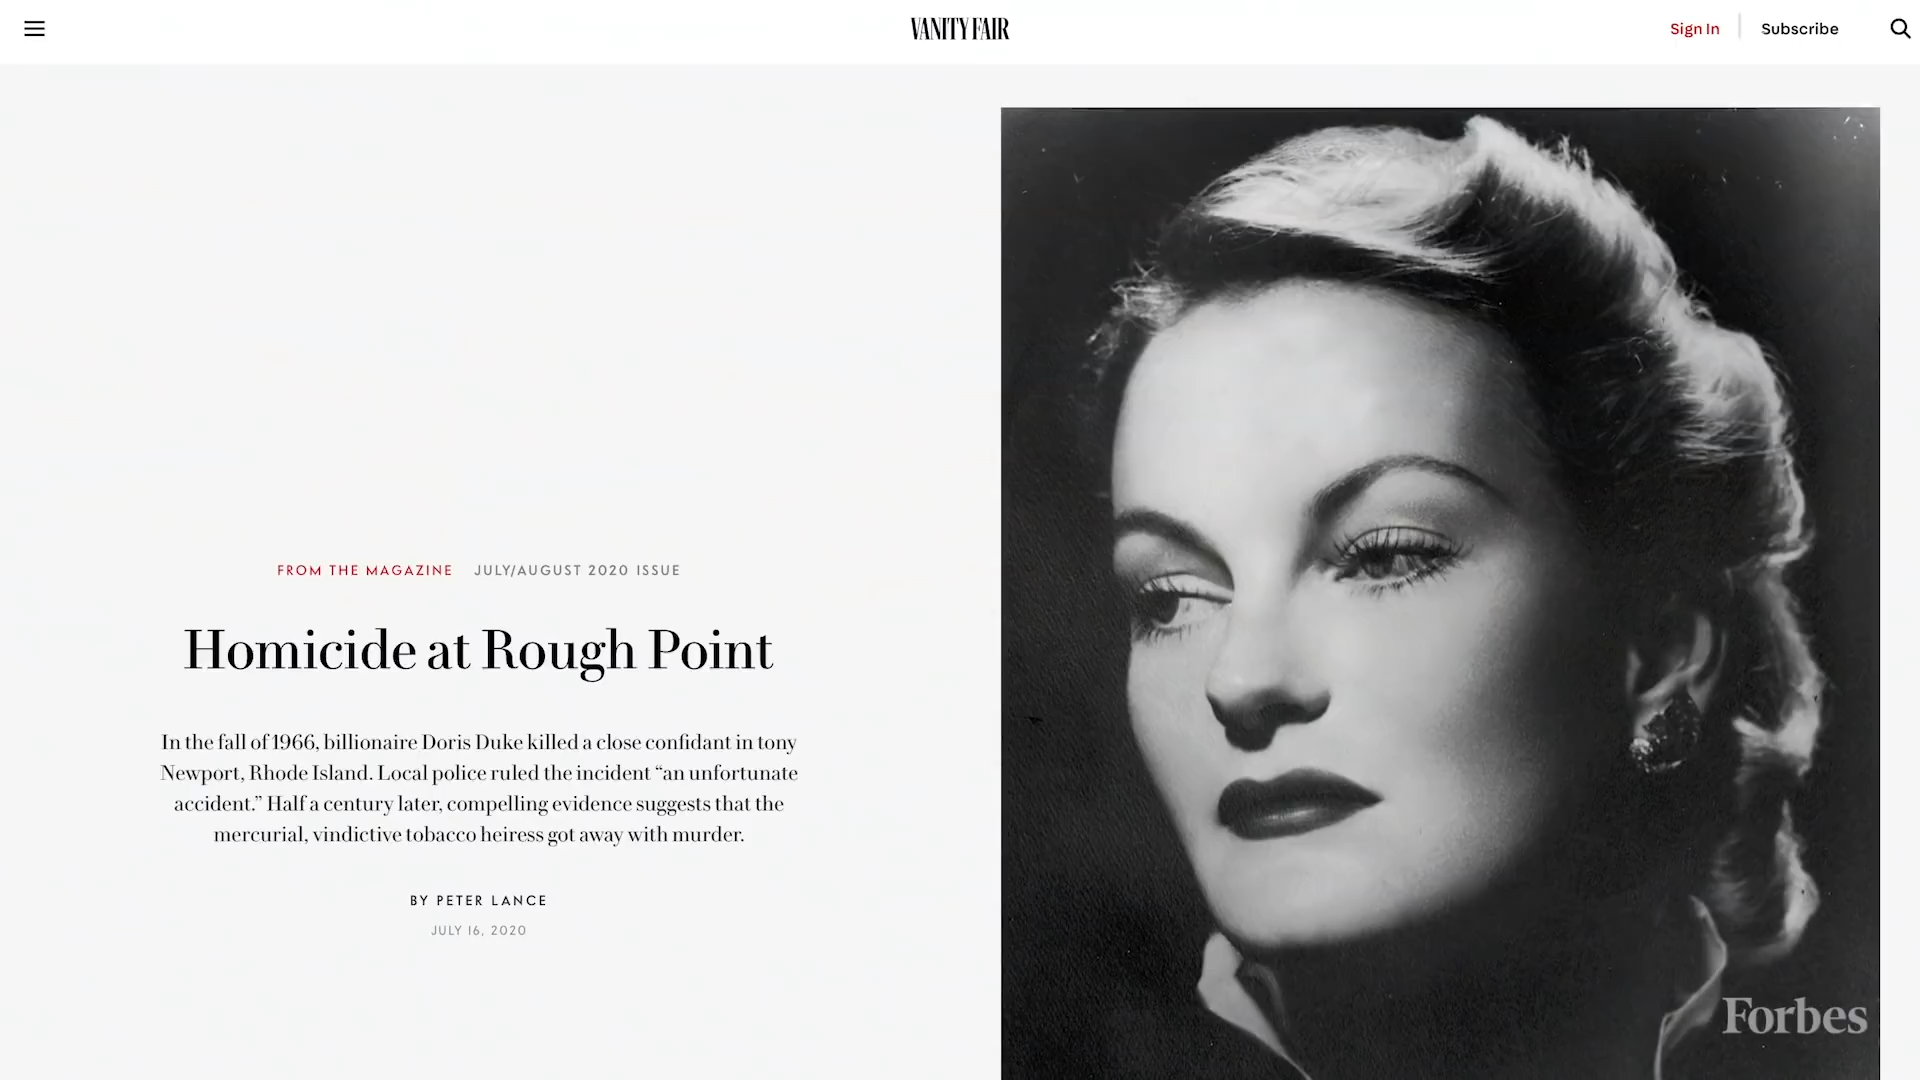 VANITY FAIR
Sign In
Subscribe
FROM THE MAGAZINE JULY/AUGUST 2020 ISSUE
Homicide at Rough Point
In the fall of 1966, billionaire Doris Duke killed a close confidant in tony
Newport, Rhode Island. Local police ruled the incident “an unfortunate
accident.” Half a century later, compelling evidence suggests that the
mercurial, vindictive tobacco heiress got away with murder.
BY PETER LANCE
JULY 16, 2020
Forbes